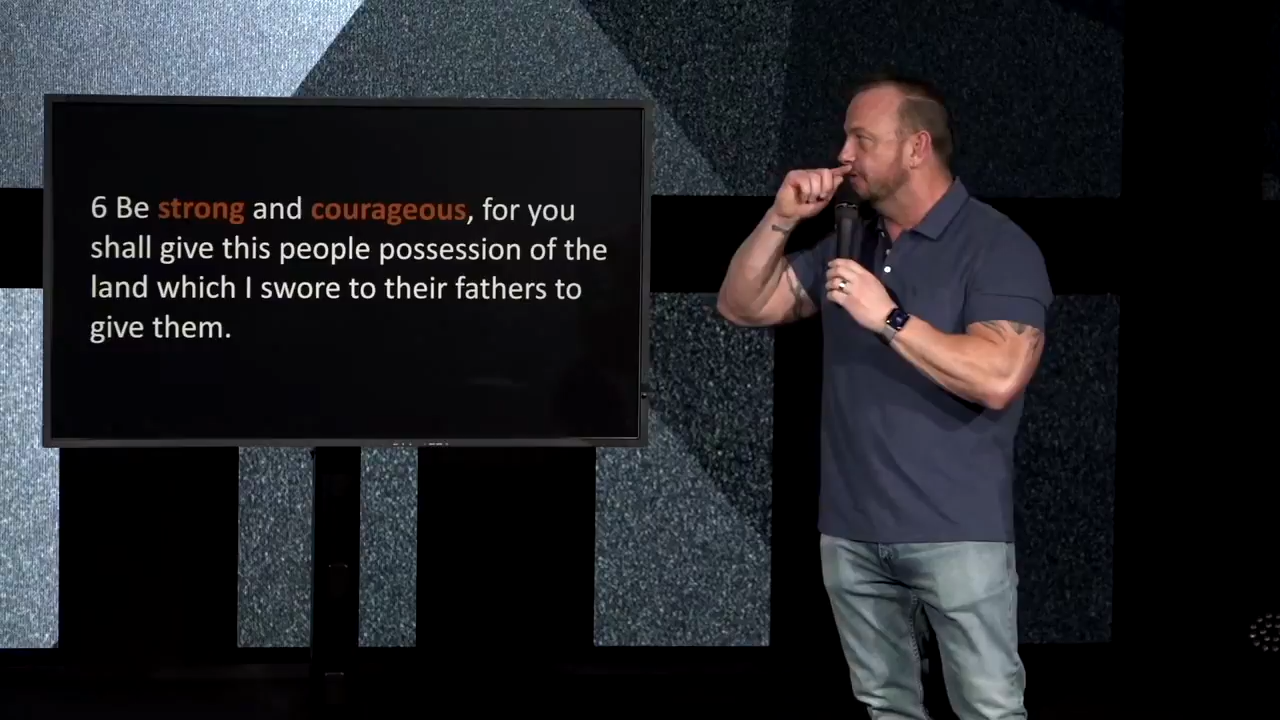 6 Be strong and courageous, for you
shall give this people possession of the
land which I swore to their fathers to
give them.